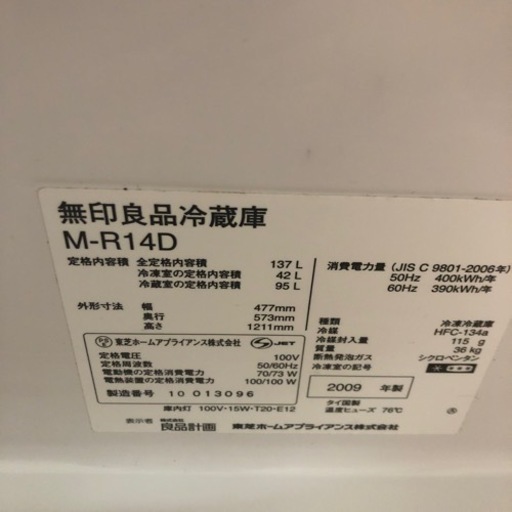 無印良品冷蔵庫
M-R14D
定格内容積 全定格内容積 137 L
冷凍室の定格内容積 42 L
冷蔵室の定格内容積 95 L
外形寸法 幅 477mm
奥行 573mm
高さ 1211mm
東芝ホームアプライアンス株式会社 JET
定格電圧 100V
定格周波数 50/60Hz
電動機の定格消費電力 70/73 W
電熱装置の定格消費電力 100/100 W
製造番号 10 013096
庫内灯 100V・15W・T20・E12
表示者 株式会社 良品計画 東芝ホームアプライアンス株式会社
消費電力量 (JIS C 9801-2006年)
50Hz 400kWh/年
60Hz 390kWh/年
種類 冷凍冷蔵庫
冷媒 HFC-134a
冷媒封入量 115 g
質量 36 kg
断熱発泡ガス シクロペンタン
冷凍室の記号
2009 年製
タイ国製
温度ヒューズ 76℃